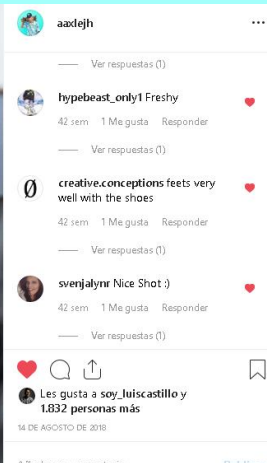 aaxlejh
Ver respuestas (1)
hypebeast_only1 Freshy
42 sem 1 Me gusta Responder
Ver respuestas (1)
creative.conceptions feets very
well with the shoes
42 sem 1 Me gusta Responder
Ver respuestas (1)
svenjalynr Nice Shot :)
42 sem 1 Me gusta Responder
Ver respuestas (1)
Les gusta a soy_luiscastillo y
1.832 personas más
14 DE AGOSTO DE 2018